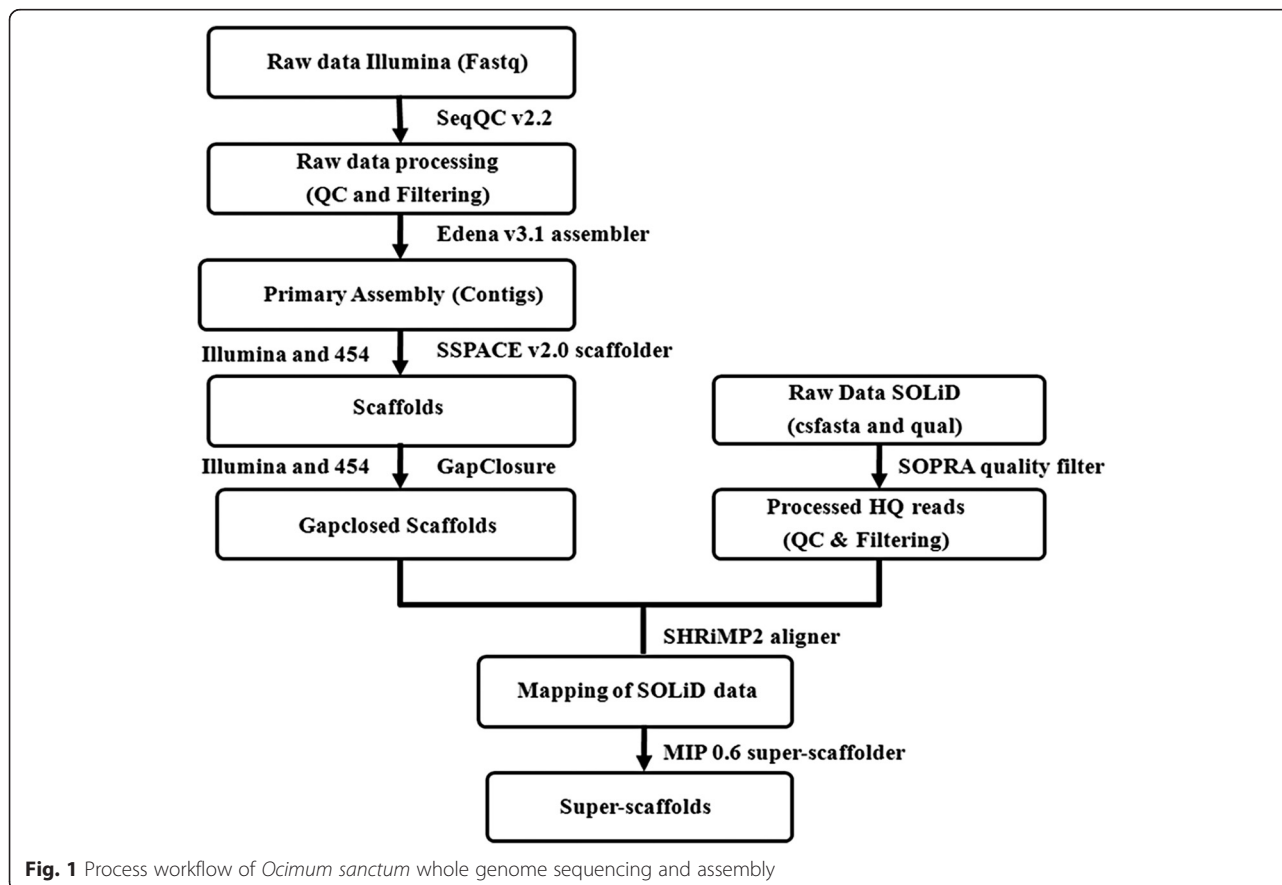 Raw data Illumina (Fastq)
SeqQC v2.2
Raw data processing
(QC and Filtering)
Edena v3.1 assembler
Primary Assembly (Contigs)
Illumina and 454
SSPACE v2.0 scaffolder
Scaffolds
Illumina and 454
GapClosure
Gapclosed Scaffolds
Raw Data SOLiD
(csfasta and qual)
SOPRA quality filter
Processed HQ reads
(QC & Filtering)
SHRiMP2 aligner
Mapping of SOLiD data
MIP 0.6 super-scaffolder
Super-scaffolds
Fig. 1 Process workflow of Ocimum sanctum whole genome sequencing and assembly